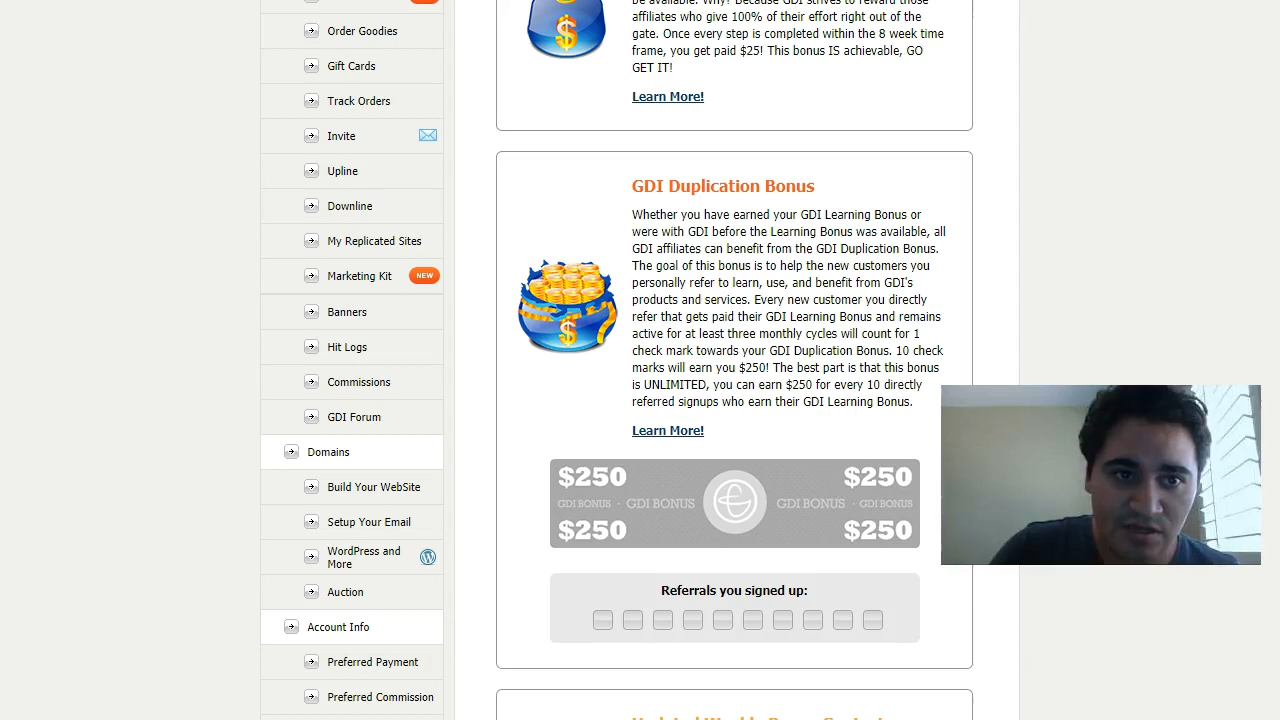 Order Goodies
Gift Cards
Track Orders
Invite
Upline
Downline
My Replicated Sites
Marketing Kit NEW
Banners
Hit Logs
Commissions
GDI Forum
Domains
Build Your WebSite
Setup Your Email
WordPress and
More
Auction
Account Info
Preferred Payment
Preferred Commission
be available. Why? Because GDI strives to reward those
affiliates who give 100% of their effort right out of the
gate. Once every step is completed within the 8 week time
frame, you get paid $25! This bonus IS achievable, GO
GET IT!
Learn More!
GDI Duplication Bonus
Whether you have earned your GDI Learning Bonus or
were with GDI before the Learning Bonus was available, all
GDI affiliates can benefit from the GDI Duplication Bonus.
The goal of this bonus is to help the new customers you
personally refer to learn, use, and benefit from GDI's
products and services. Every new customer you directly
refer that gets paid their GDI Learning Bonus and remains
active for at least three monthly cycles will count for 1
check mark towards your GDI Duplication Bonus. 10 check
marks will earn you $250! The best part is that this bonus
is UNLIMITED, you can earn $250 for every 10 directly
referred signups who earn their GDI Learning Bonus.
Learn More!
$250 $250
GDI BONUS · GDI BONUS GDI BONUS · GDI BONUS
$250 $250
Referrals you signed up: